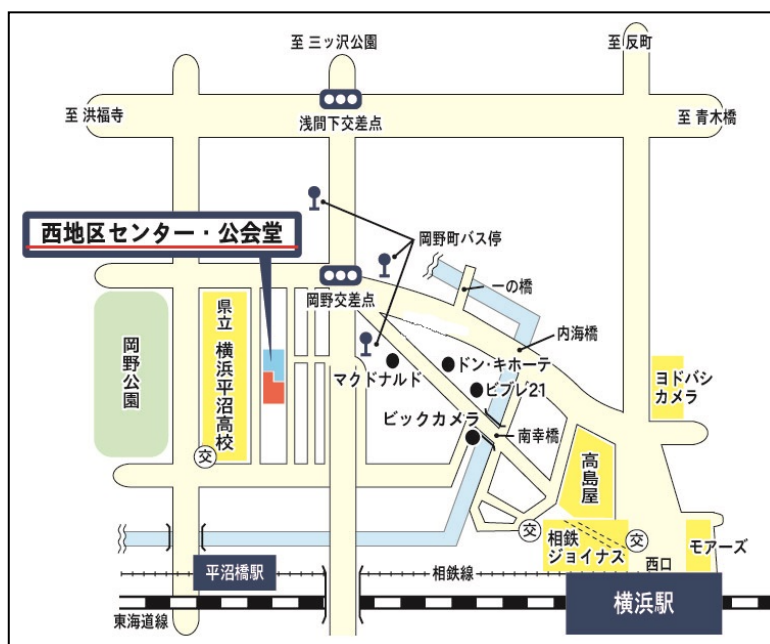 至 三ッ沢公園
至 反町
至 洪福寺
浅間下交差点
至 青木橋
西地区センター・公会堂
岡野町バス停
一の橋
岡野交差点
内海橋
岡野公園
県立 横浜平沼高校
マクドナルド
ドン・キホーテ
ビブレ21
ヨドバシ
カメラ
ビックカメラ
南幸橋
高島屋
交
交
交
相鉄
ジョイナス
西口
モアーズ
平沼橋駅
相鉄線
横浜駅
東海道線